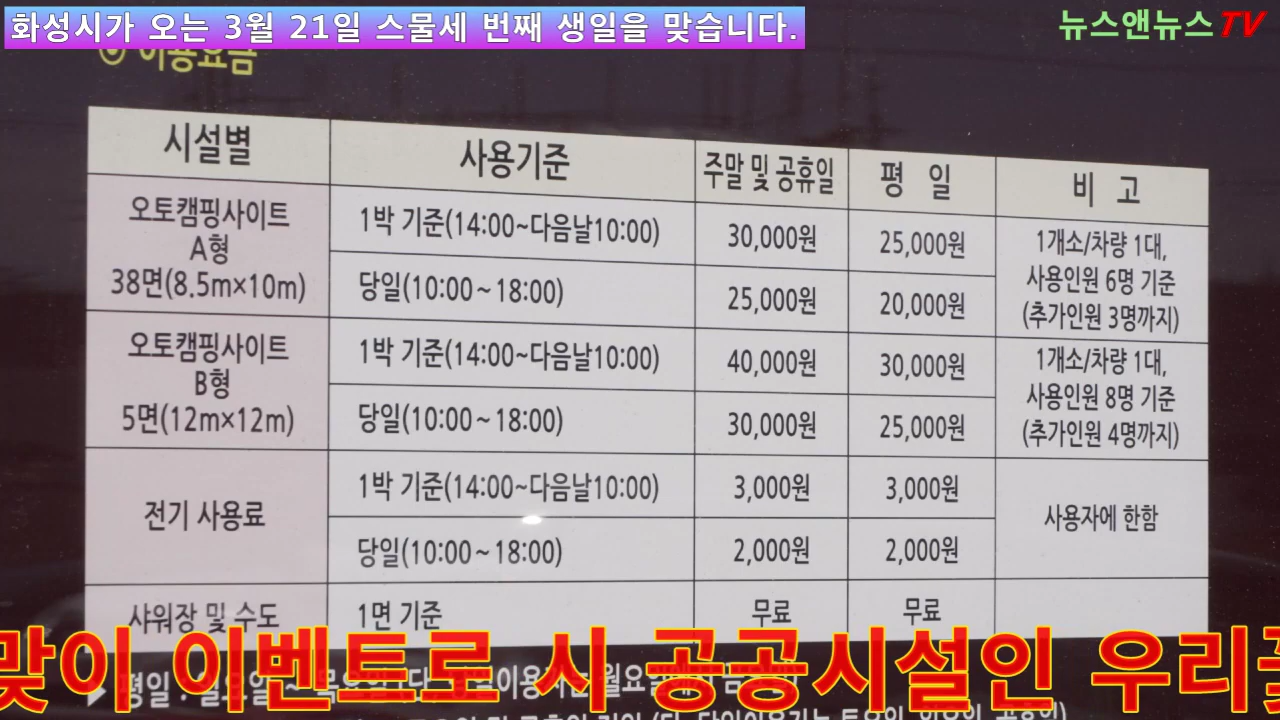 화성시가 오는 3월 21일 스물세 번째 생일을 맞습니다.
뉴스앤뉴스TV
◎ 이용요금
시설별 사용기준 주말 및 공휴일 평 일 비 고
오토캠핑사이트
A형
38면(8.5m×10m)
1박 기준(14:00~다음날10:00) 30,000원 25,000원
당일(10:00~18:00) 25,000원 20,000원
1개소/차량 1대,
사용인원 6명 기준
(추가인원 3명까지)
오토캠핑사이트
B형
5면(12m×12m)
1박 기준(14:00~다음날10:00) 40,000원 30,000원
당일(10:00~18:00) 30,000원 25,000원
1개소/차량 1대,
사용인원 8명 기준
(추가인원 4명까지)
전기 사용료
1박 기준(14:00~다음날10:00) 3,000원 3,000원
당일(10:00~18:00) 2,000원 2,000원
사용자에 한함
샤워장 및 수도 1면 기준 무료 무료
맞이 이벤트로 시 공공시설인 우리꽃
▶ 평일 : 일요일 ~ 목요일